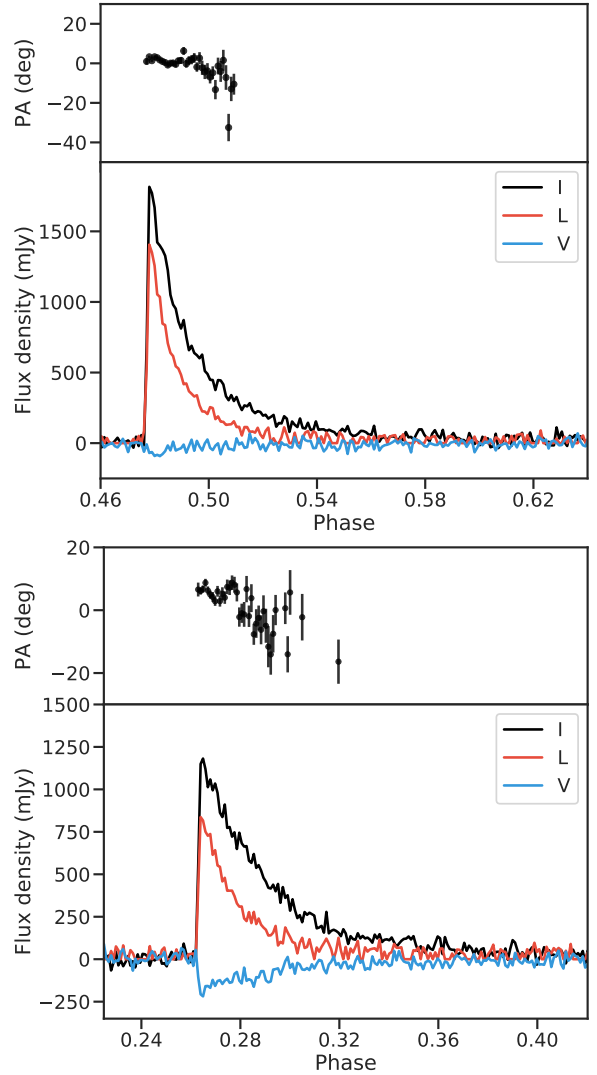 20
0
−20
−40
PA (deg)
I
L
V
1500
1000
500
0
Flux density (mJy)
0.46 0.50 0.54 0.58 0.62
Phase
20
0
−20
PA (deg)
I
L
V
1500
1250
1000
750
500
250
0
−250
Flux density (mJy)
0.24 0.28 0.32 0.36 0.40
Phase